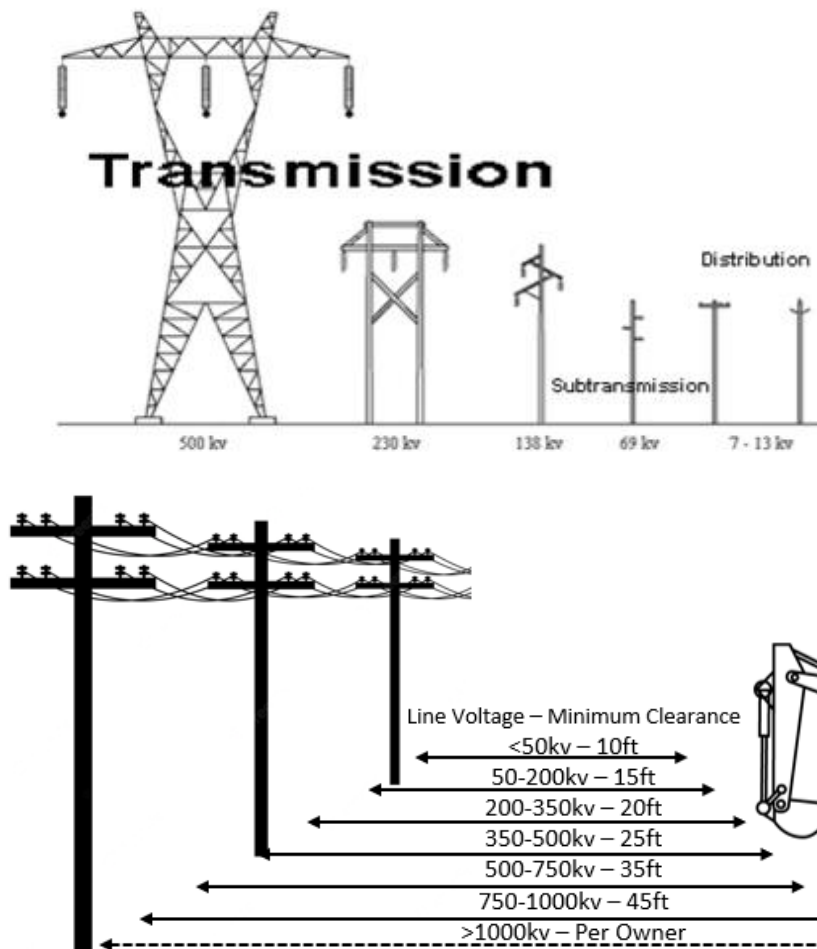 Transmission
Distribution
Subtransmission
500 kv 230 kv 138 kv 69 kv 7 - 13 kv
Line Voltage – Minimum Clearance
<50kv – 10ft
50-200kv – 15ft
200-350kv – 20ft
350-500kv – 25ft
500-750kv – 35ft
750-1000kv – 45ft
>1000kv – Per Owner